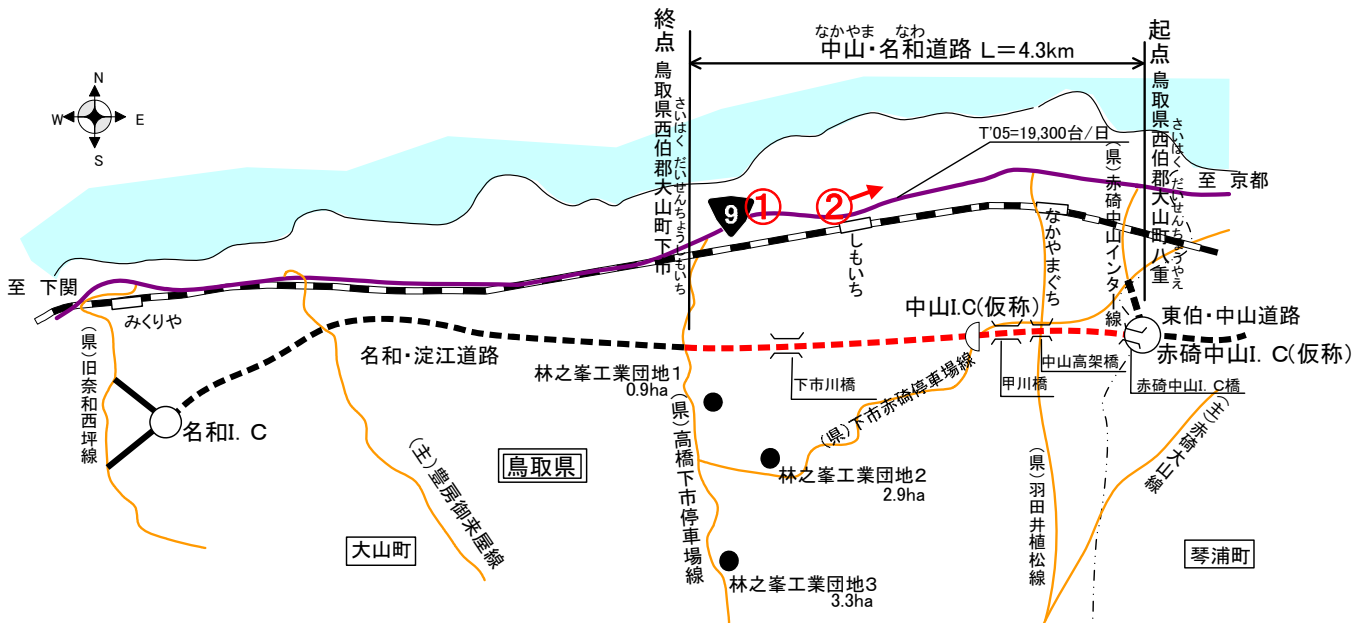 終点 鳥取県西伯郡大山町下市
さいはく だいせんちょうしもいち
なかやま なわ
中山・名和道路 L=4.3km
起点 鳥取県西伯郡大山町八重
さいはくぐんだいせんちょうやえ
N
W
E
S
T'05=19,300台/日
(県)赤碕中山インター線
至 京都
9
①
②
しもいち
なかやまぐち
至 下関
みくりや
中山I.C(仮称)
東伯・中山道路
赤碕中山I.C(仮称)
名和・淀江道路
(県)旧奈和西坪線
林之峯工業団地1
0.9ha
下市川橋
甲川橋
中山高架橋
赤碕中山I.C橋
名和I.C
(主)豊房御来屋線
鳥取県
(県)高橋下市停車場線
(県)下市赤碕停車場線
(主)赤碕大山線
林之峯工業団地2
2.9ha
(県)羽田井植松線
大山町
琴浦町
林之峯工業団地3
3.3ha